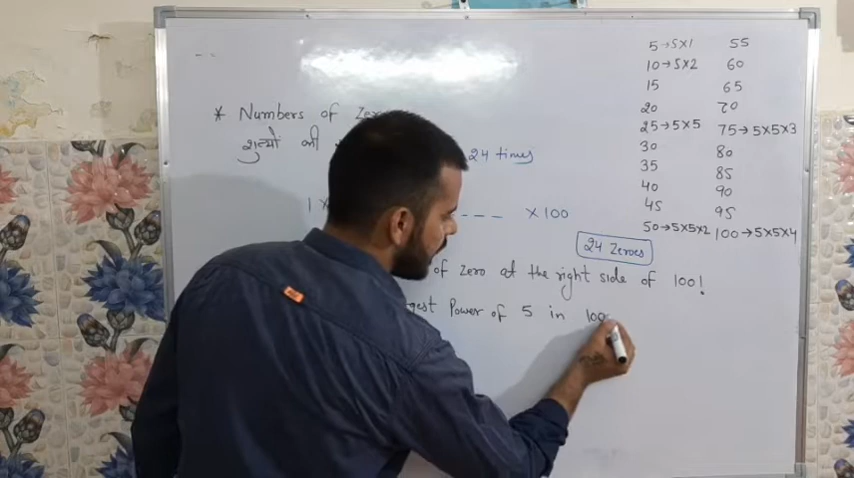 * Numbers of Zer
शून्यों की
24 times
1 × --- ×100
24 Zeroes
of zero at the right side of 100!
gest Power of 5 in 100
5→5×1
10→5×2
15
20
25→5×5
30
35
40
45
50→5×5×2
55
60
65
70
75→5×5×3
80
85
90
95
100→5×5×4